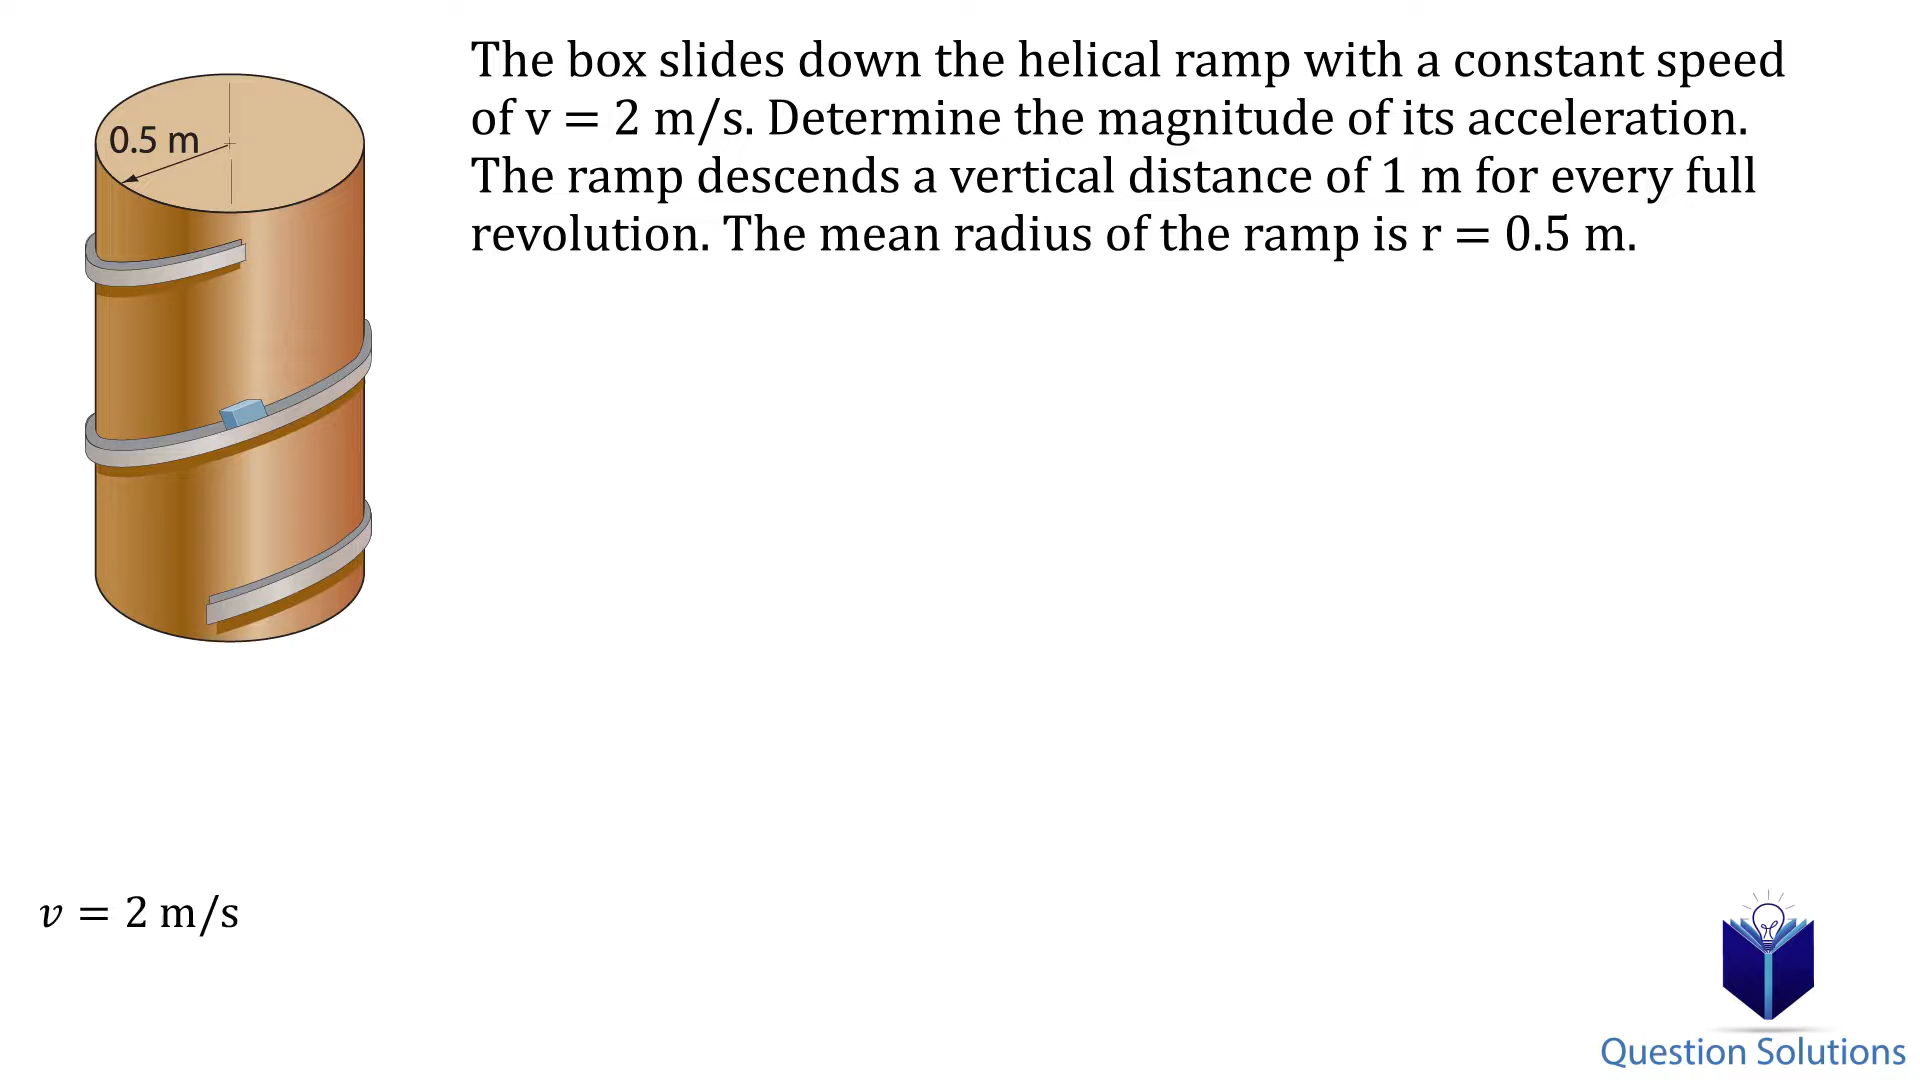 The box slides down the helical ramp with a constant speed
of v = 2 m/s. Determine the magnitude of its acceleration.
The ramp descends a vertical distance of 1 m for every full
revolution. The mean radius of the ramp is r = 0.5 m.
0.5 m
v = 2 m/s
Question Solutions